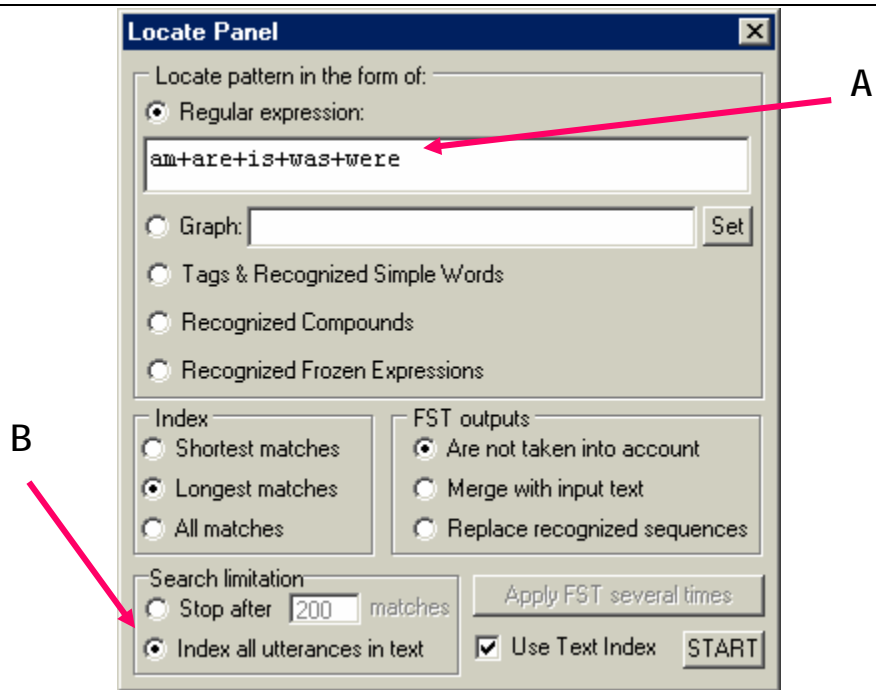 Locate Panel
A
Locate pattern in the form of:
Regular expression:
am+are+is+was+were
Graph: Set
Tags & Recognized Simple Words
Recognized Compounds
Recognized Frozen Expressions
B
Index
Shortest matches
Longest matches
All matches
FST outputs
Are not taken into account
Merge with input text
Replace recognized sequences
Search limitation
Stop after 200 matches
Index all utterances in text
Apply FST several times
Use Text Index START